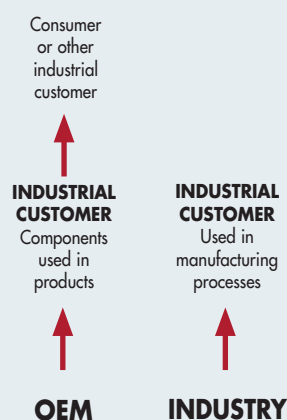 Consumer
or other
industrial
customer
INDUSTRIAL
CUSTOMER
Components
used in
products
OEM
INDUSTRIAL
CUSTOMER
Used in
manufacturing
processes
INDUSTRY